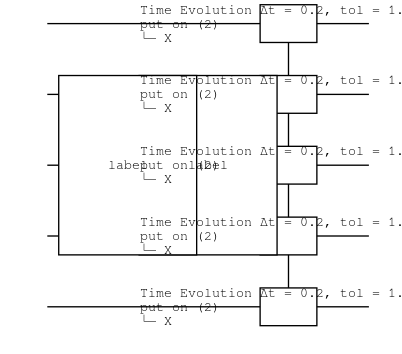 Time Evolution Δt = 0.2, tol = 1.
put on (2)
└─ X
Time Evolution Δt = 0.2, tol = 1.
put on (2)
└─ X
Time Evolution Δt = 0.2, tol = 1.
label put on (2) label
└─ X
Time Evolution Δt = 0.2, tol = 1.
put on (2)
└─ X
Time Evolution Δt = 0.2, tol = 1.
put on (2)
└─ X